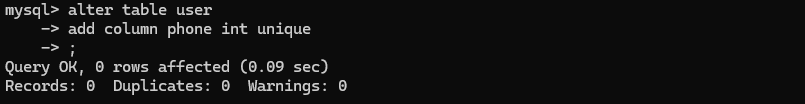 mysql> alter table user
    -> add column phone int unique
    -> ;
Query OK, 0 rows affected (0.09 sec)
Records: 0  Duplicates: 0  Warnings: 0